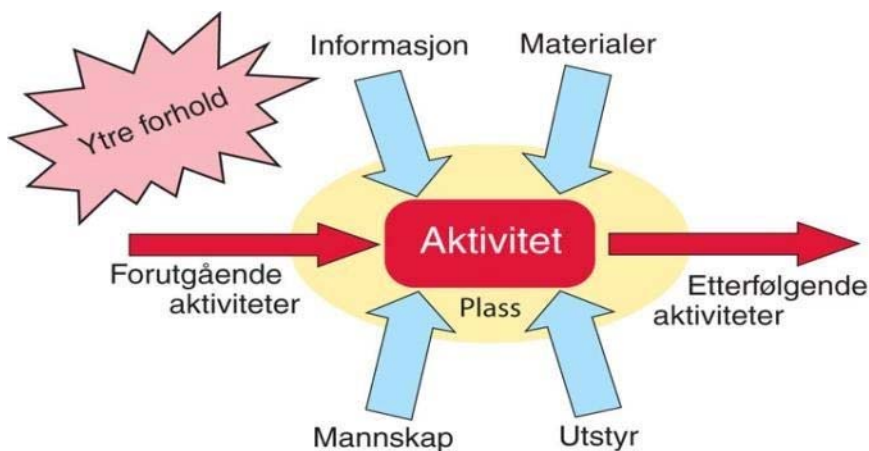 Informasjon
Materialer
Ytre forhold
Aktivitet
Forutgående
aktiviteter
Plass
Etterfølgende
aktiviteter
Mannskap
Utstyr